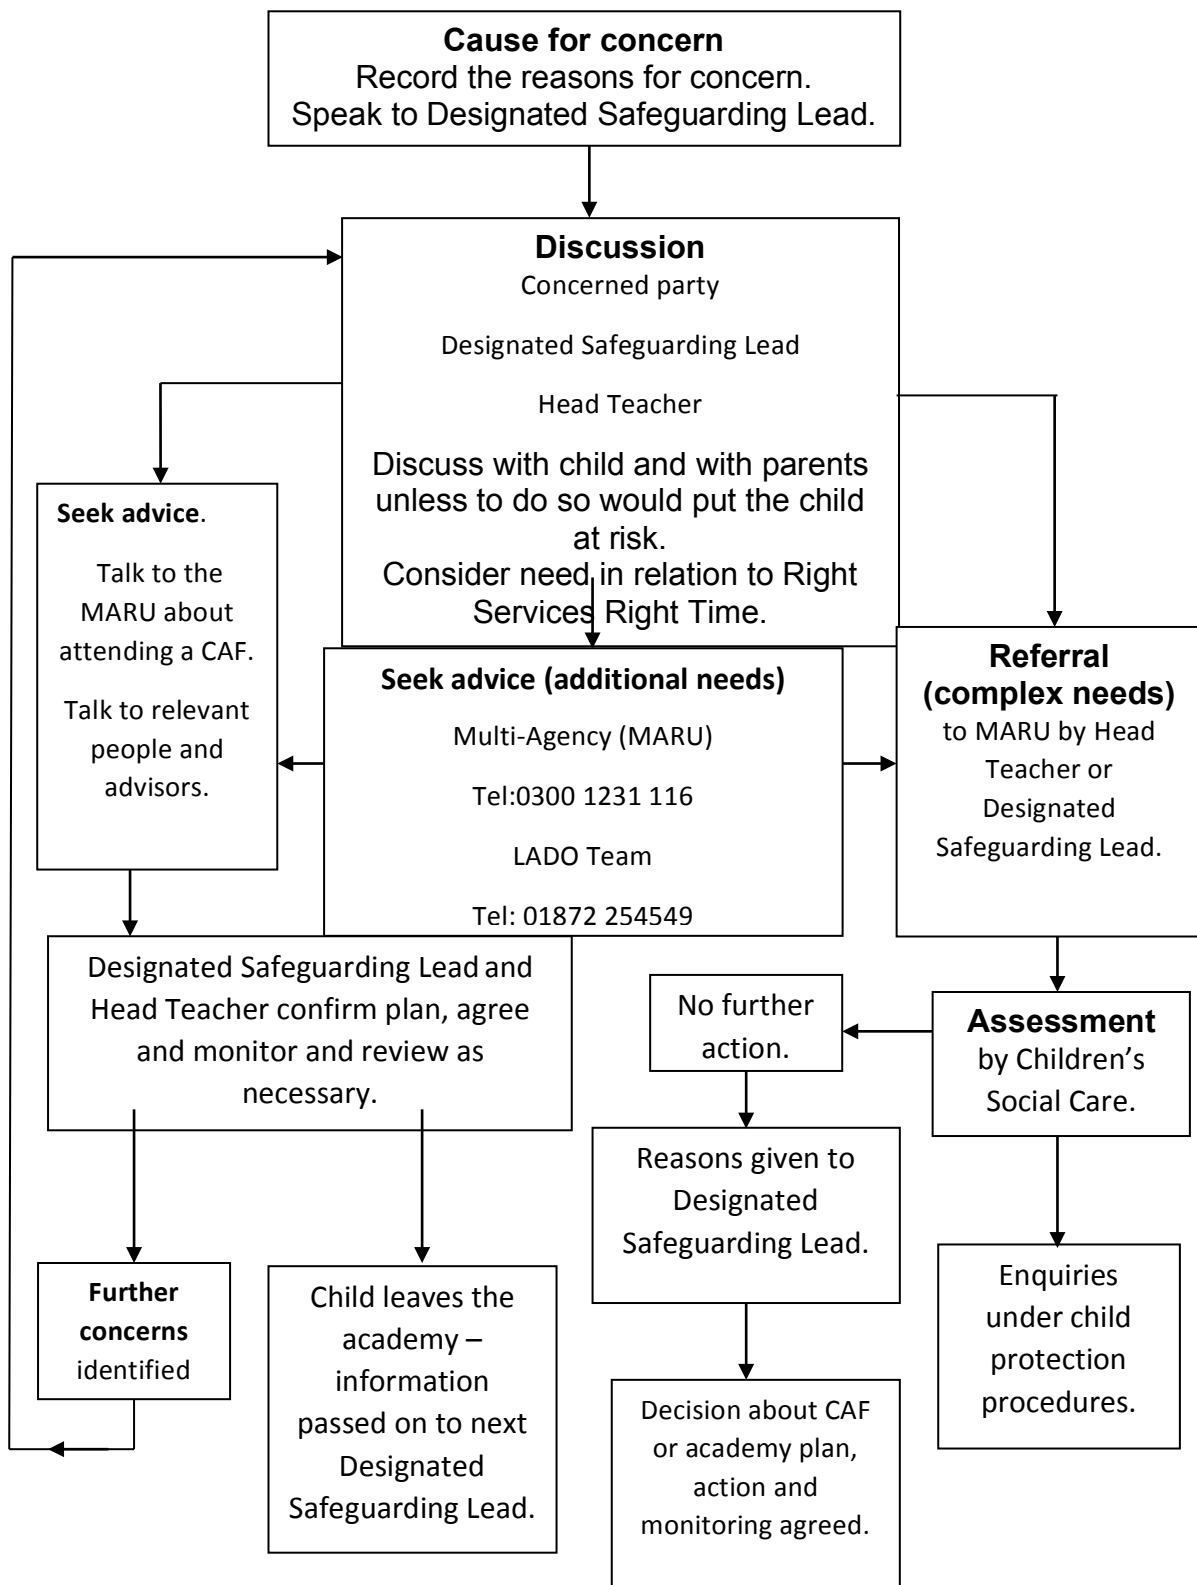 Cause for concern
Record the reasons for concern.
Speak to Designated Safeguarding Lead.
Discussion
Concerned party
Designated Safeguarding Lead
Head Teacher
Discuss with child and with parents
unless to do so would put the child
at risk.
Consider need in relation to Right
Services Right Time.
Seek advice.
Talk to the
MARU about
attending a CAF.
Talk to relevant
people and
advisors.
Seek advice (additional needs)
Multi-Agency (MARU)
Tel:0300 1231 116
LADO Team
Tel: 01872 254549
Referral
(complex needs)
to MARU by Head
Teacher or
Designated
Safeguarding Lead.
Designated Safeguarding Lead and
Head Teacher confirm plan, agree
and monitor and review as
necessary.
No further
action.
Assessment
by Children’s
Social Care.
Reasons given to
Designated
Safeguarding Lead.
Further
concerns
identified
Child leaves the
academy –
information
passed on to next
Designated
Safeguarding Lead.
Enquiries
under child
protection
procedures.
Decision about CAF
or academy plan,
action and
monitoring agreed.